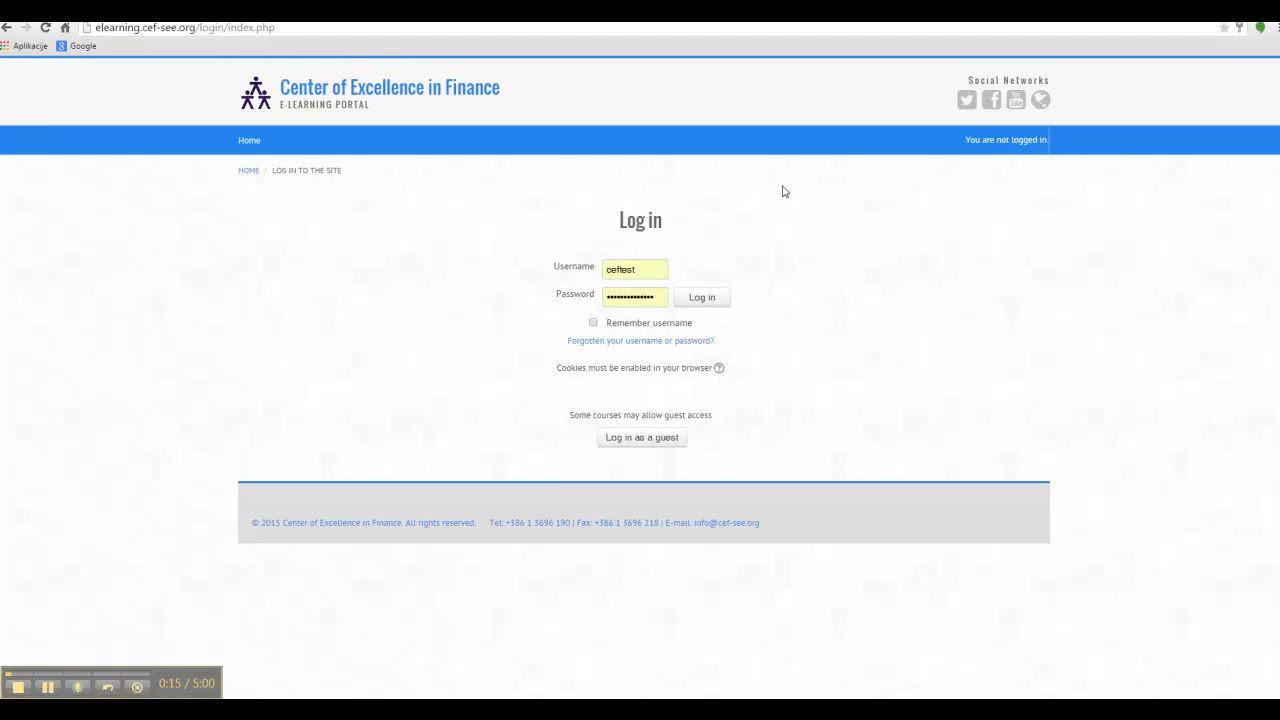 elearning.cef-see.org/login/index.php
Aplikacije Google
Center of Excellence in Finance
E-LEARNING PORTAL
Social Networks
Home
You are not logged in.
HOME / LOG IN TO THE SITE
Log in
Username ceftest
Password •••••••••••••• Log in
Remember username
Forgotten your username or password?
Cookies must be enabled in your browser
Some courses may allow guest access
Log in as a guest
© 2015 Center of Excellence in Finance. All rights reserved. Tel: +386 1 3696 190 | Fax: +386 1 3696 218 | E-mail: info@cef-see.org
0:15 / 5:00